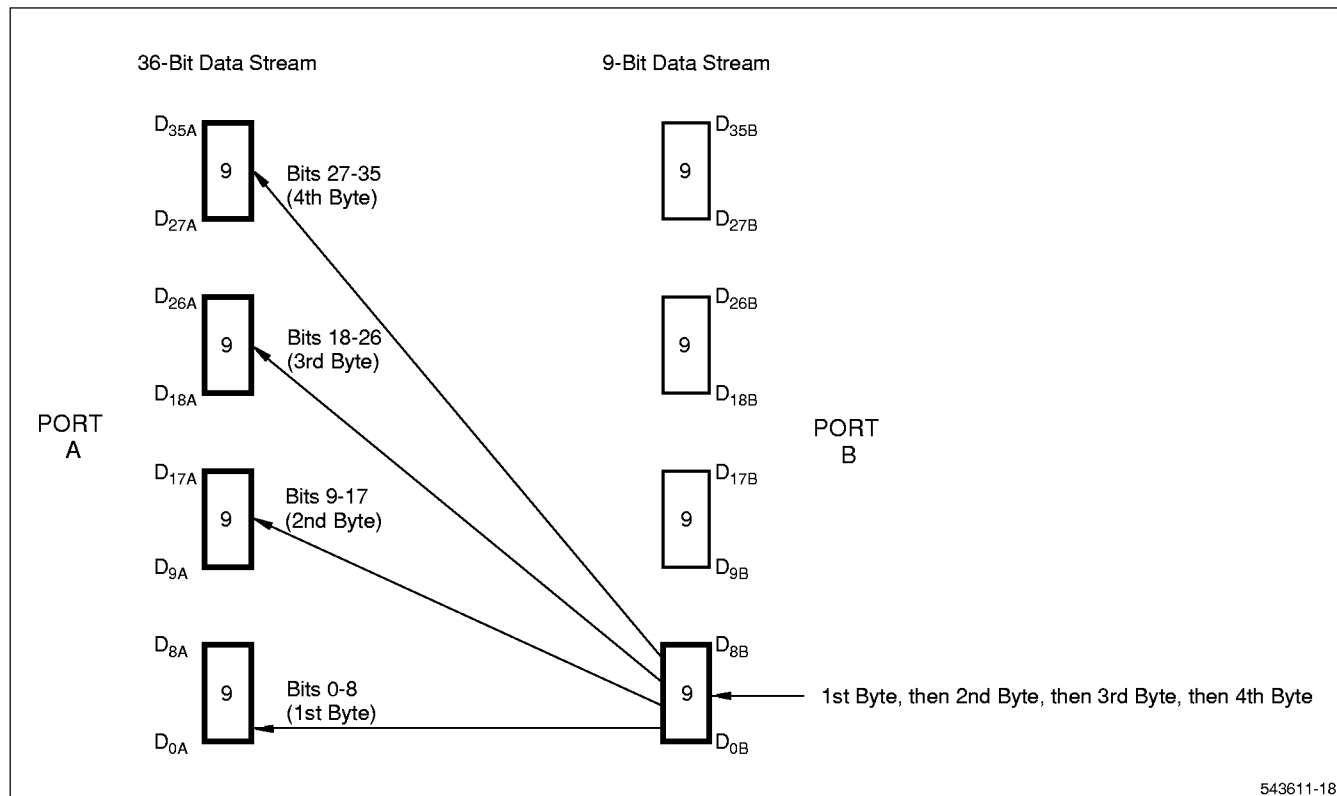 36-Bit Data Stream
9-Bit Data Stream
D35A
9
D27A
Bits 27-35
(4th Byte)
D35B
9
D27B
D26A
9
D18A
Bits 18-26
(3rd Byte)
D26B
9
D18B
PORT
A
PORT
B
D17A
9
D9A
Bits 9-17
(2nd Byte)
D17B
9
D9B
D8A
9
D0A
Bits 0-8
(1st Byte)
D8B
9
D0B
1st Byte, then 2nd Byte, then 3rd Byte, then 4th Byte
543611-18